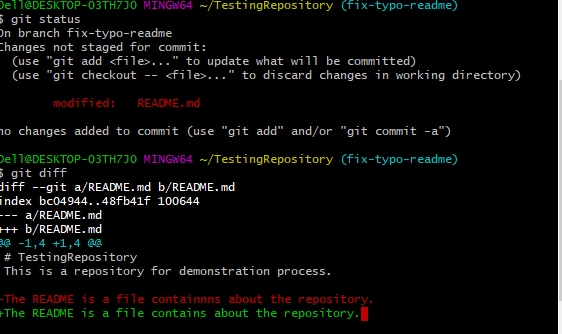 Dell@DESKTOP-O3TH7JO MINGW64 ~/TestingRepository (fix-typo-readme)
$ git status
On branch fix-typo-readme
Changes not staged for commit:
  (use "git add <file>..." to update what will be committed)
  (use "git checkout -- <file>..." to discard changes in working directory)
        modified:   README.md
no changes added to commit (use "git add" and/or "git commit -a")
Dell@DESKTOP-O3TH7JO MINGW64 ~/TestingRepository (fix-typo-readme)
$ git diff
diff --git a/README.md b/README.md
index bc04944..48fb41f 100644
--- a/README.md
+++ b/README.md
@@ -1,4 +1,4 @@
 # TestingRepository
 This is a repository for demonstration process.
-The README is a file containnns about the repository.
+The README is a file contains about the repository.